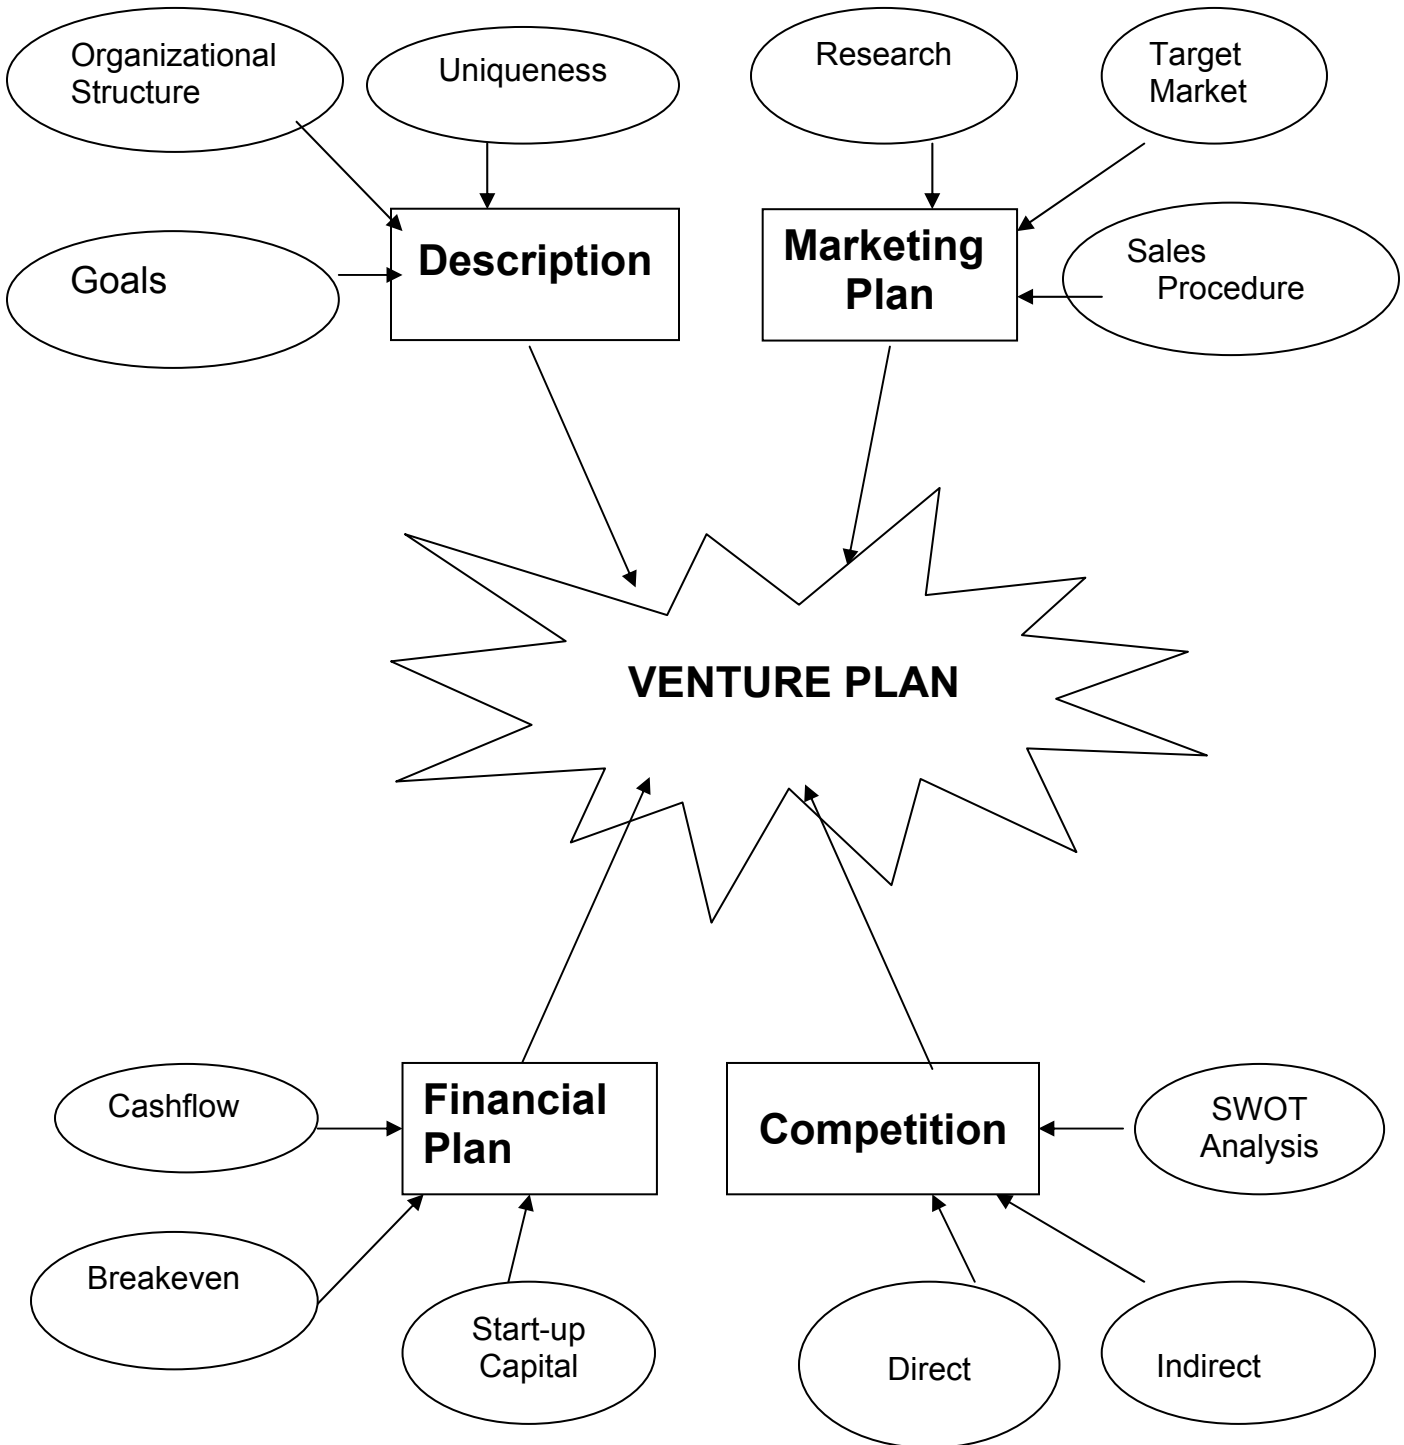 Organizational
Structure
Uniqueness
Research
Target
Market
Goals
Description
Marketing
Plan
Sales
Procedure
VENTURE PLAN
Cashflow
Financial
Plan
Competition
SWOT
Analysis
Breakeven
Start-up
Capital
Direct
Indirect